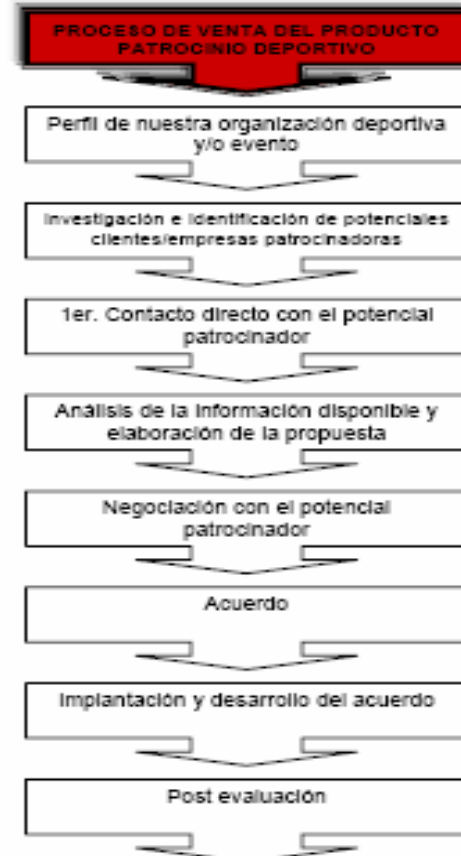 PROCESO DE VENTA DEL PRODUCTO
PATROCINIO DEPORTIVO
Perfil de nuestra organización deportiva
y/o evento
Investigación e identificación de potenciales
clientes/empresas patrocinadoras
1er. Contacto directo con el potencial
patrocinador
Análisis de la información disponible y
elaboración de la propuesta
Negociación con el potencial
patrocinador
Acuerdo
Implantación y desarrollo del acuerdo
Post evaluación